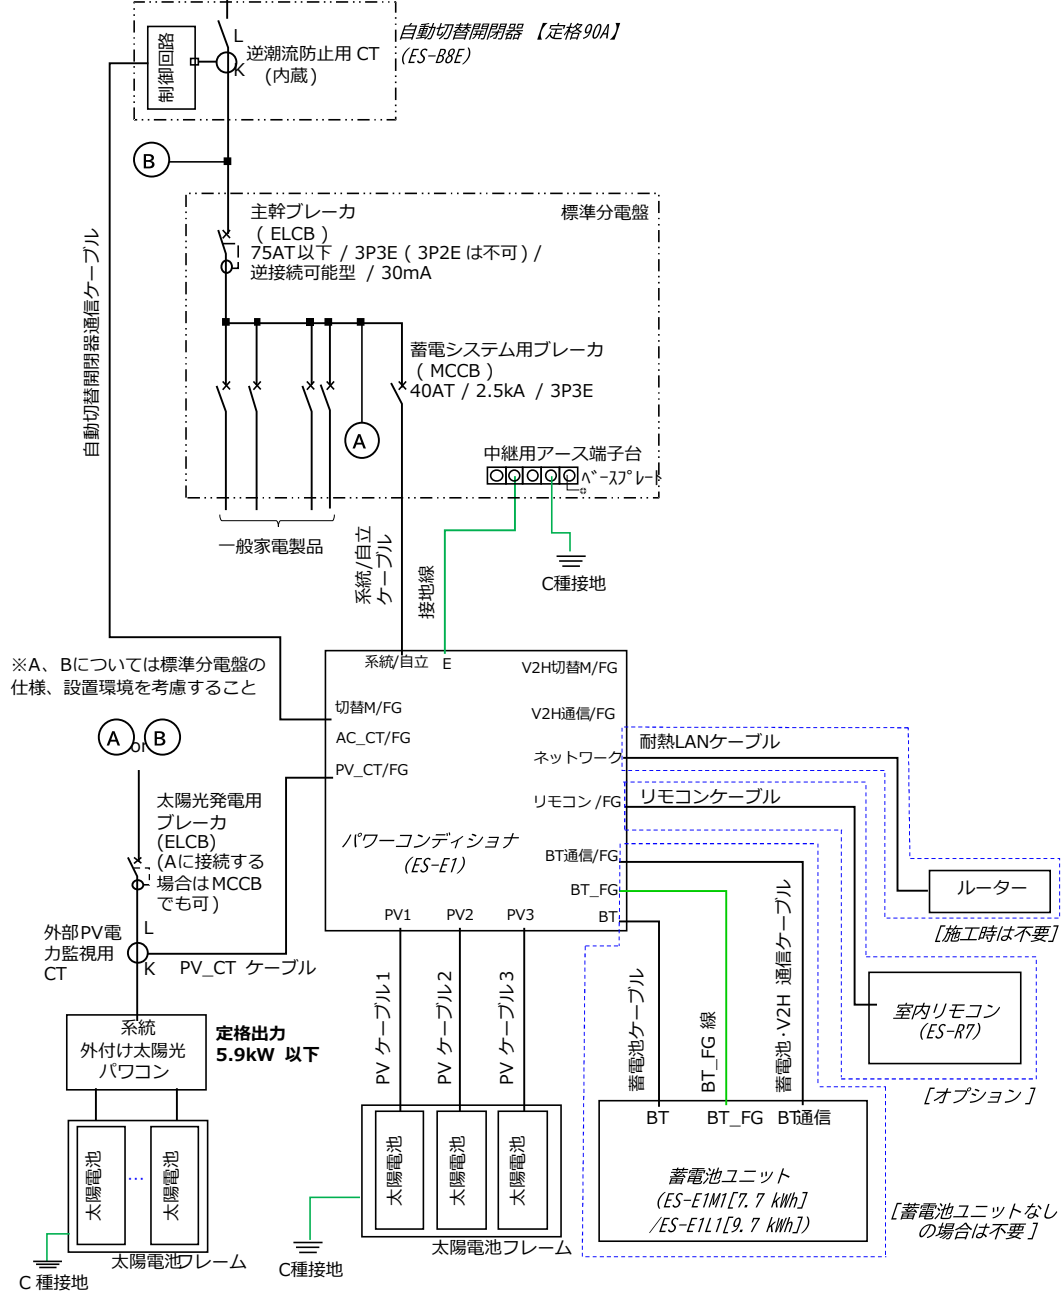 自動切替開閉器 【定格90A】
(ES-B8E)
制御回路
L
K
逆潮流防止用 CT
(内蔵)
B
自動切替開閉器通信ケーブル
主幹ブレーカ
( ELCB )
75AT以下 / 3P3E ( 3P2E は不可) /
逆接続可能型 / 30mA
標準分電盤
蓄電システム用ブレーカ
( MCCB )
40AT / 2.5kA / 3P3E
A
中継用アース端子台
ベースプレート
一般家電製品
系統/自立
ケーブル
接地線
C種接地
※A、Bについては標準分電盤の
仕様、設置環境を考慮すること
系統/自立 E
V2H切替M/FG
切替M/FG
V2H通信/FG
AC_CT/FG
ネットワーク
PV_CT/FG
リモコン /FG
パワーコンディショナ
(ES-E1)
BT通信/FG
BT_FG
BT
PV1 PV2 PV3
耐熱LANケーブル
リモコンケーブル
ルーター
[施工時は不要]
室内リモコン
(ES-R7)
[オプション]
A or B
太陽光発電用
ブレーカ
(ELCB)
(Aに接続する
場合はMCCB
でも可)
外部PV電
力監視用
CT
L
K
PV_CT ケーブル
系統
外付け太陽光
パワコン
定格出力
5.9kW 以下
太陽電池
…
太陽電池
太陽電池フレーム
C 種接地
PV ケーブル1
PV ケーブル2
PV ケーブル3
太陽電池
太陽電池
太陽電池
太陽電池フレーム
C種接地
蓄電池ケーブル
BT_FG 線
蓄電池・V2H 通信ケーブル
BT BT_FG BT通信
蓄電池ユニット
(ES-E1M1[7.7 kWh]
/ES-E1L1[9.7 kWh])
[蓄電池ユニットなし
の場合は不要]